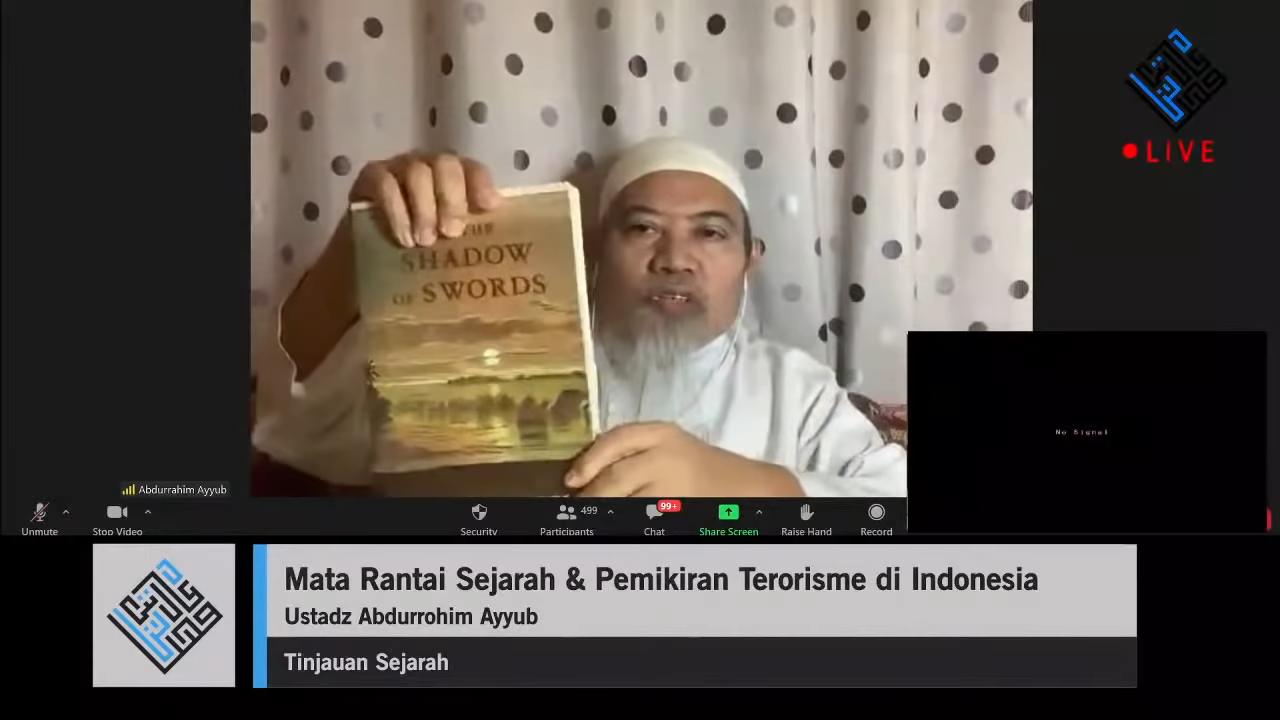 LIVE
THE
SHADOW
OF SWORDS
No Signal
Abdurrahim Ayyub
499
99+
Unmute
Stop Video
Security
Participants
Chat
Share Screen
Raise Hand
Record
Mata Rantai Sejarah & Pemikiran Terorisme di Indonesia
Ustadz Abdurrohim Ayyub
Tinjauan Sejarah